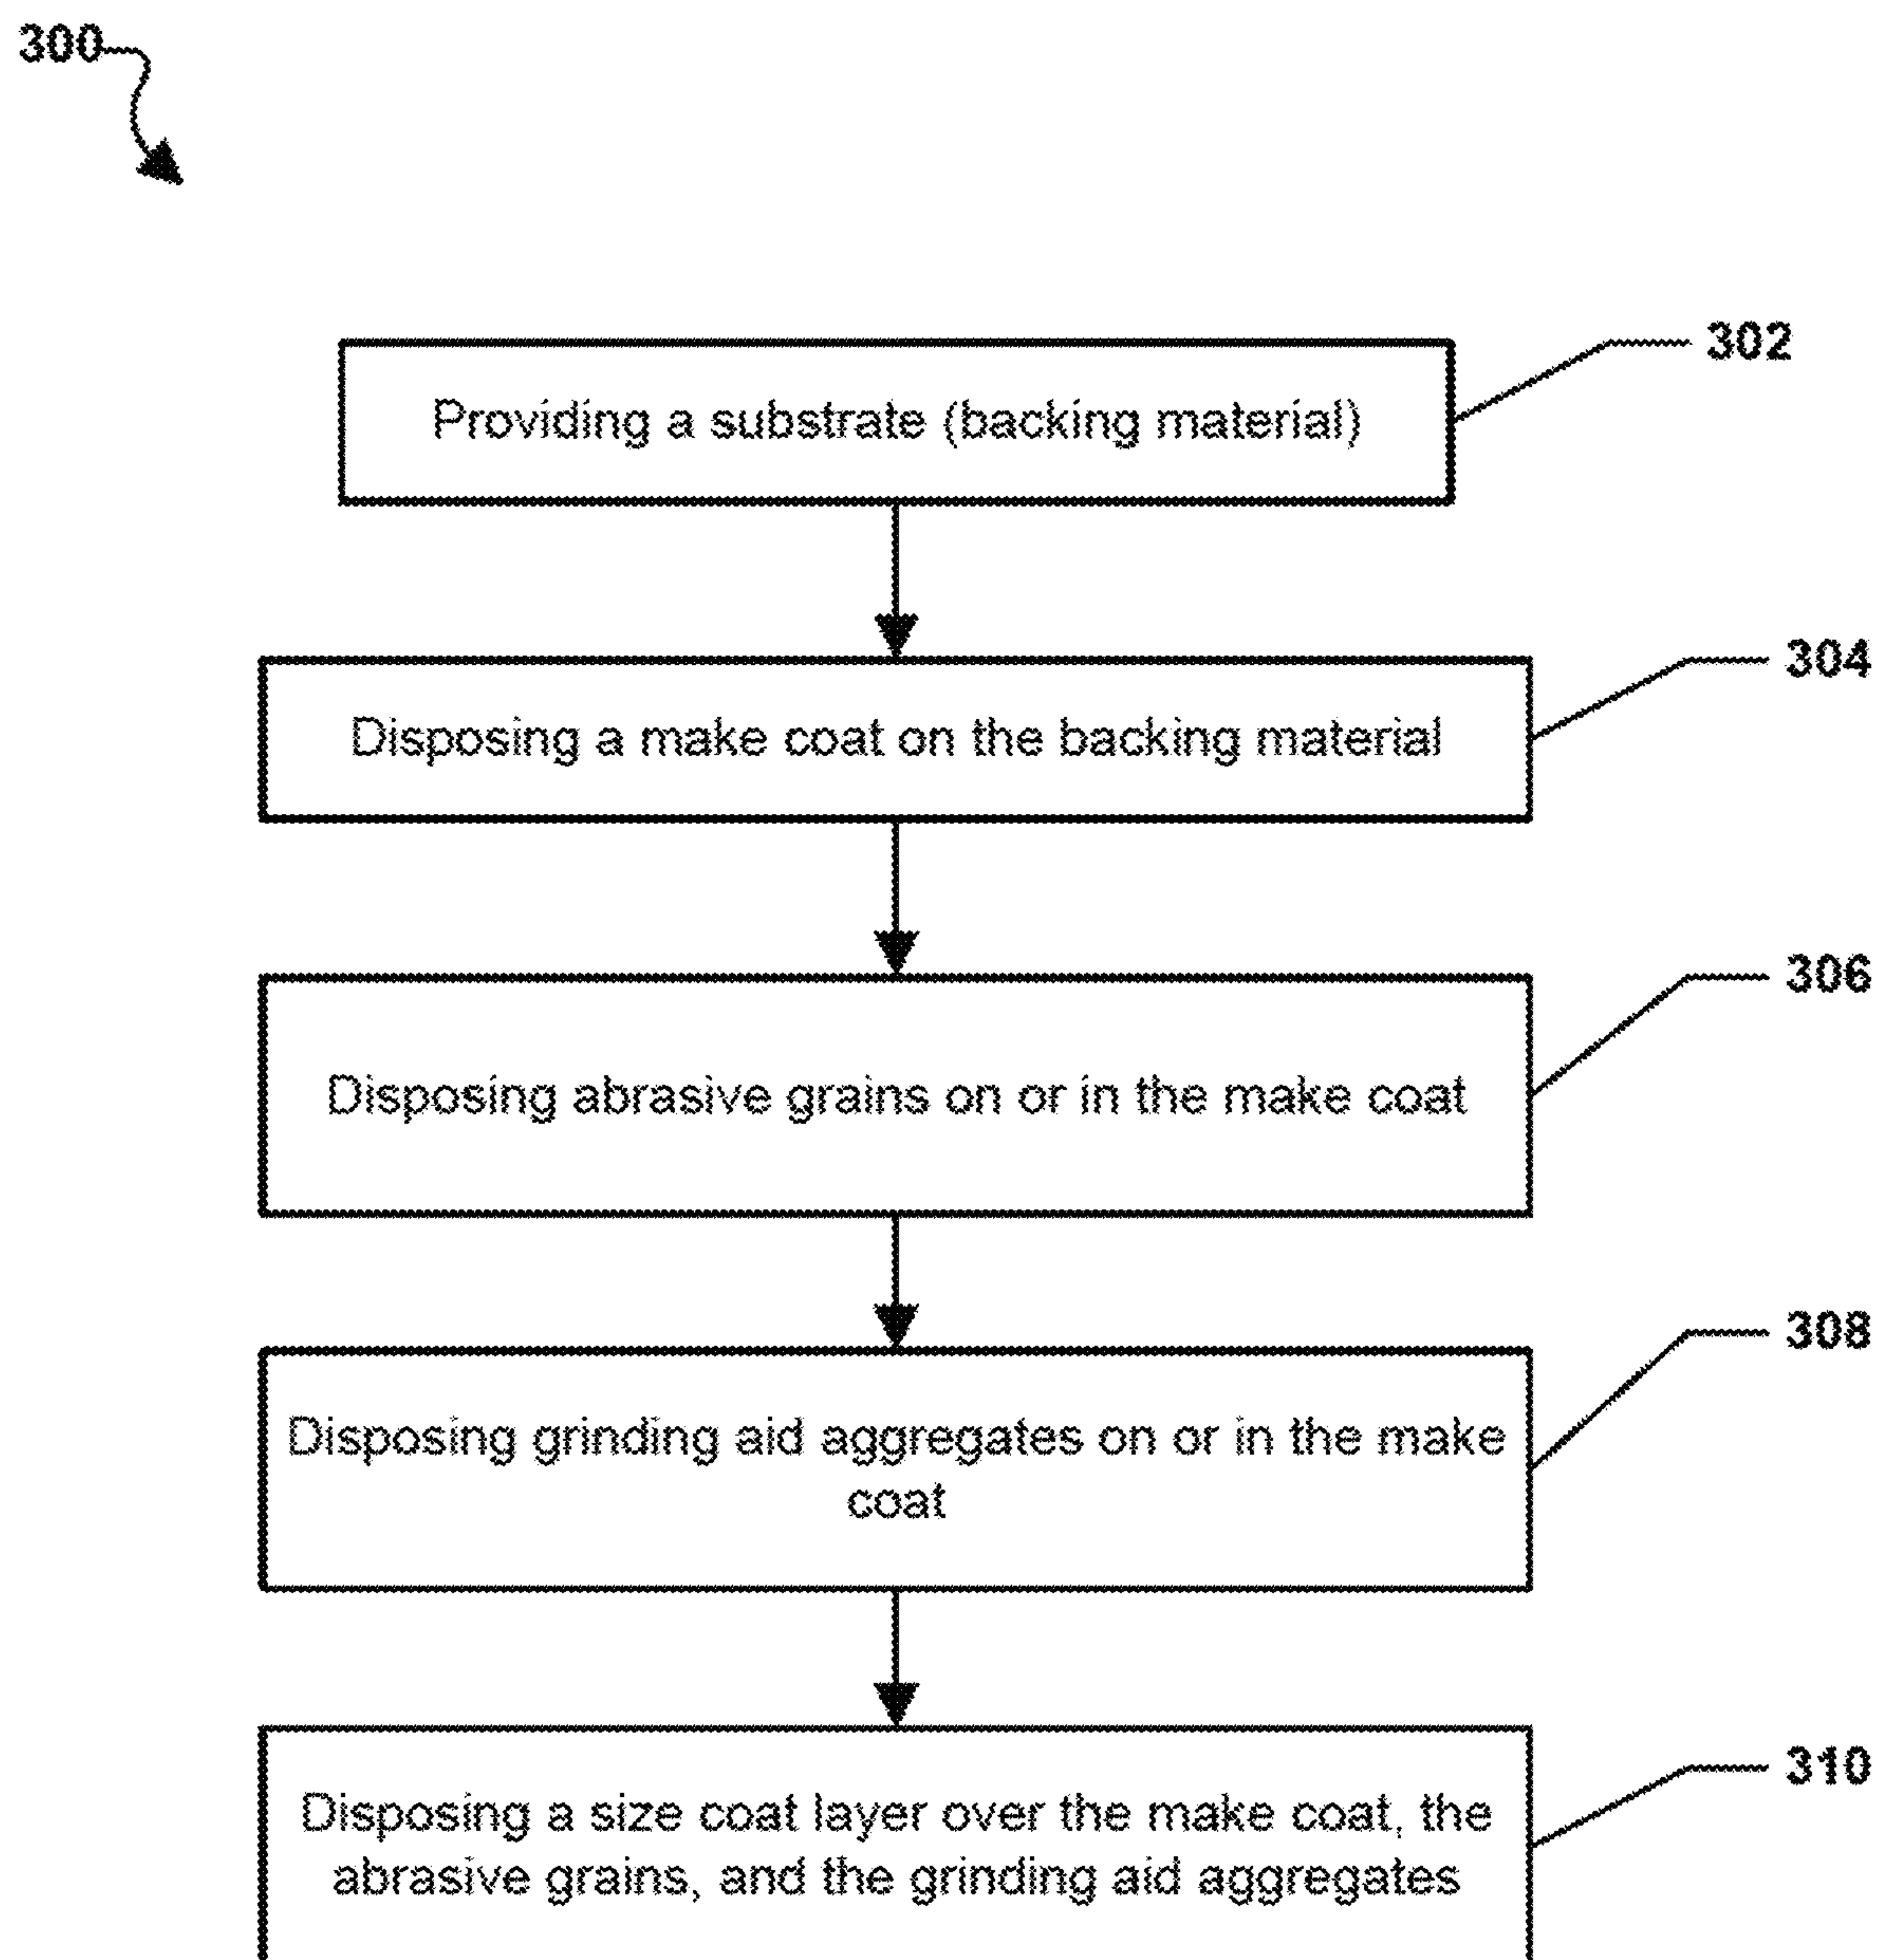 300
302
Providing a substrate (backing material)
304
Disposing a make coat on the backing material
306
Disposing abrasive grains on or in the make coat
308
Disposing grinding aid aggregates on or in the make
coat
310
Disposing a size coat layer over the make coat, the
abrasive grains, and the grinding aid aggregates